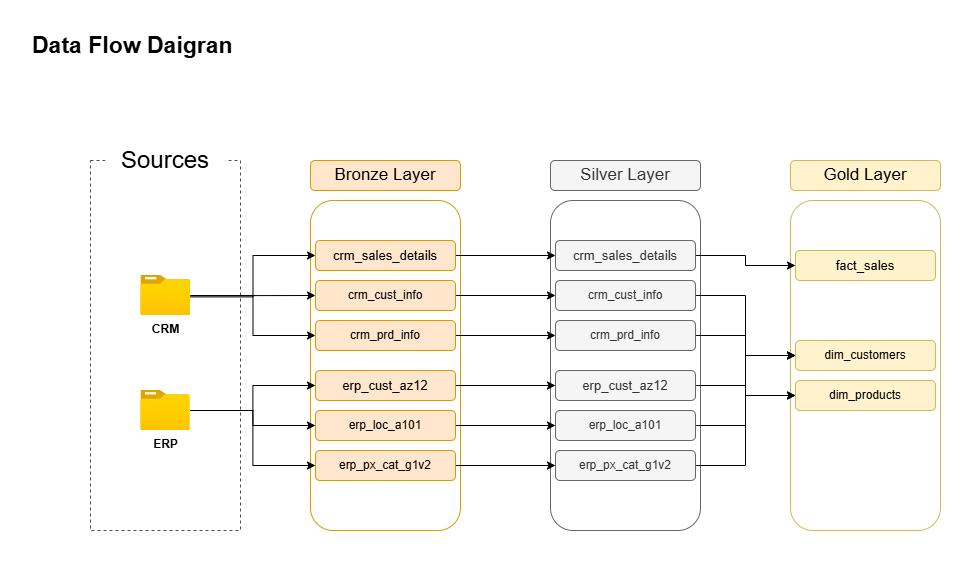 Data Flow Daigran
Sources
Bronze Layer
Silver Layer
Gold Layer
CRM
ERP
crm_sales_details
crm_cust_info
crm_prd_info
erp_cust_az12
erp_loc_a101
erp_px_cat_g1v2
crm_sales_details
crm_cust_info
crm_prd_info
erp_cust_az12
erp_loc_a101
erp_px_cat_g1v2
fact_sales
dim_customers
dim_products